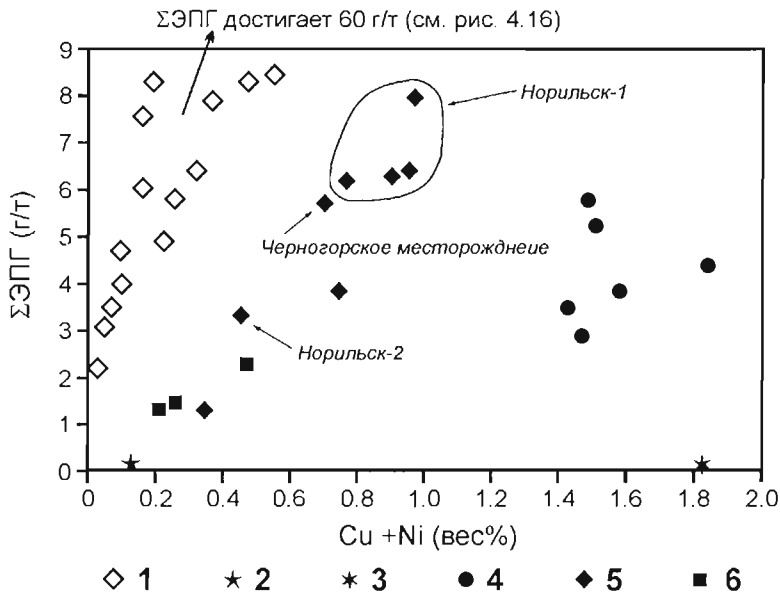 ΣЭПГ достигает 60 г/т (см. рис. 4.16)
9
8
7
6
5
4
3
2
1
0
ΣЭПГ (г/т)
Норильск-1
Черногорское месторожднеие
Норильск-2
0 0.2 0.4 0.6 0.8 1.0 1.2 1.4 1.6 1.8 2.0
Cu +Ni (вес%)
1 2 3 4 5 6